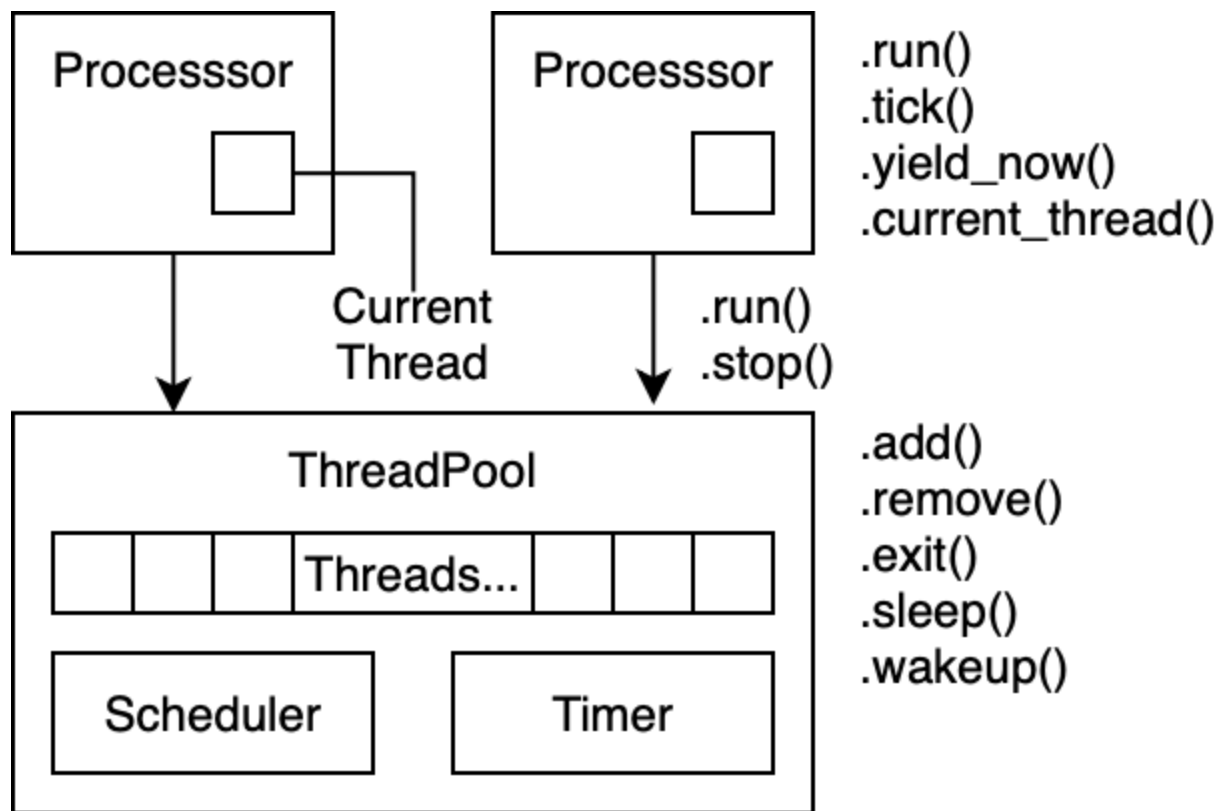 Processsor
Processsor
.run()
.tick()
.yield_now()
.current_thread()
Current
Thread
.run()
.stop()
ThreadPool
Threads...
Scheduler
Timer
.add()
.remove()
.exit()
.sleep()
.wakeup()